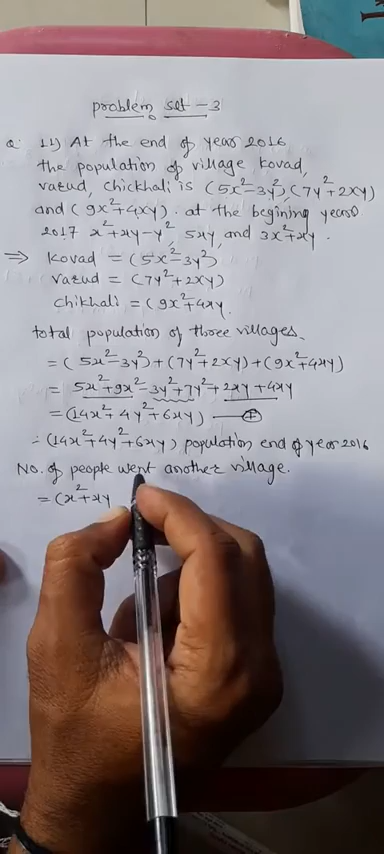 problem set -3
Q: 11) At the end of year 2016
the population of village kovad,
vazud, chickhali is (5x²-3y²), (7y²+2xy)
and (9x²+4xy). at the begining years
2017 x²+xy-y², 5xy, and 3x²+xy.
⇒ kovad = (5x²-3y²)
vazud = (7y²+2xy)
chikhali = (9x²+4xy
total population of three villages.
= (5x²-3y²)+(7y²+2xy)+(9x²+4xy)
= 5x²+9x²-3y²+7y²+2xy+4xy
= (14x²+4y²+6xy) —
= (14x²+4y²+6xy) population end of year 2016
No. of people went another village.
= (x²+xy